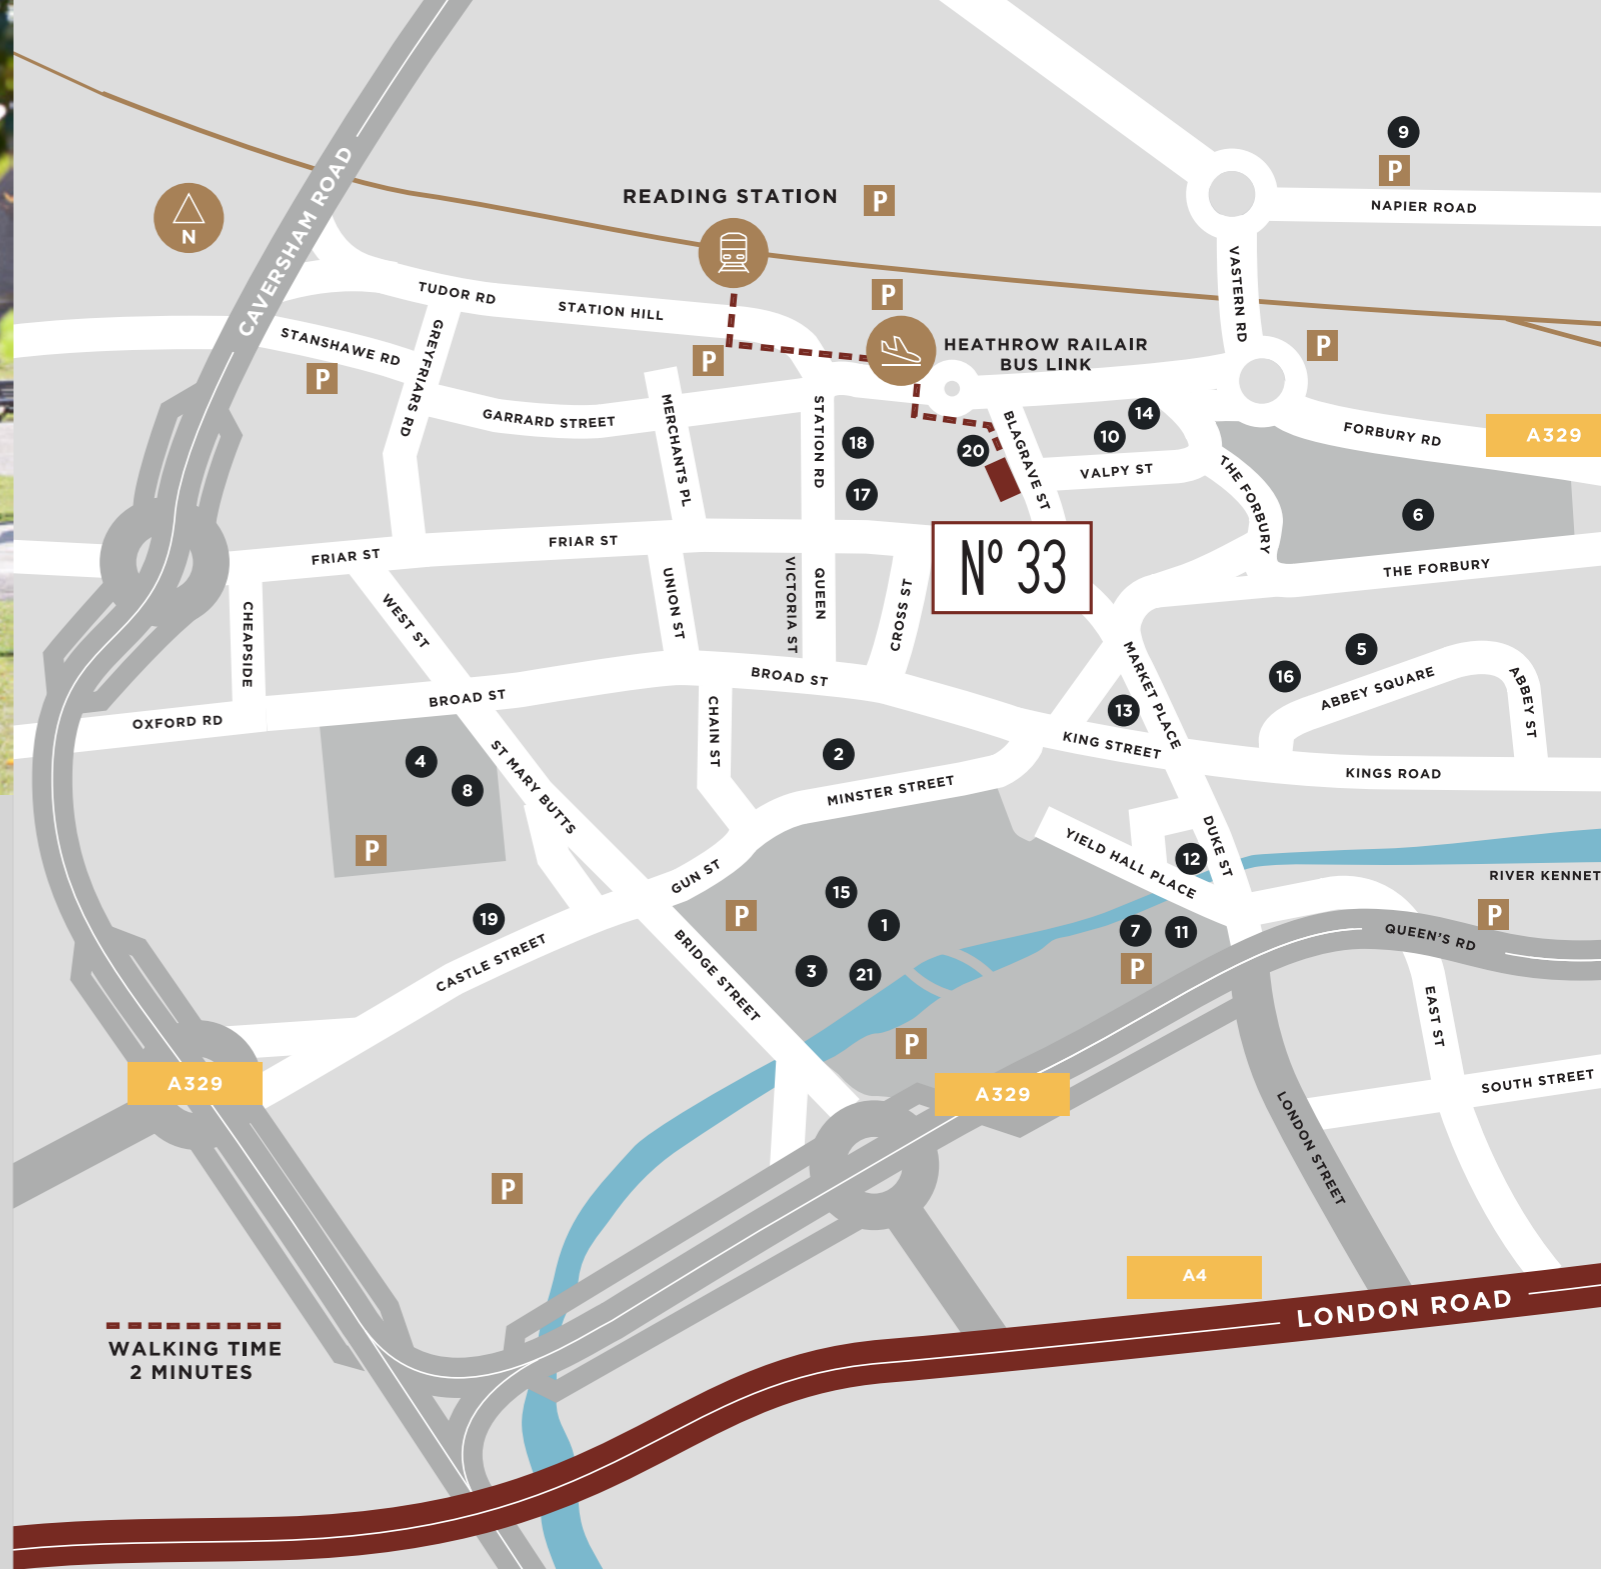 9
P
CAVERSHAM ROAD
READING STATION
P
NAPIER ROAD
N
VASTERN RD
TUDOR RD
STATION HILL
P
HEATHROW RAILAIR
BUS LINK
P
STANSHAWE RD
GREYFRIARS RD
P
P
GARRARD STREET
MERCHANTS PL
STATION RD
18
17
20
BLAGRAVE ST
10
14
VALPY ST
FORBURY RD
A329
THE FORBURY
6
THE FORBURY
FRIAR ST
FRIAR ST
Nº 33
CHEAPSIDE
WEST ST
UNION ST
VICTORIA ST
QUEEN
CROSS ST
MARKET PLACE
5
16
ABBEY SQUARE
ABBEY ST
OXFORD RD
BROAD ST
BROAD ST
CHAIN ST
13
KING STREET
KINGS ROAD
4
8
P
ST MARY BUTTS
2
MINSTER STREET
YIELD HALL PLACE
DUKE ST
12
RIVER KENNET
GUN ST
15
1
P
3
21
19
CASTLE STREET
BRIDGE STREET
7
11
P
P
QUEEN'S RD
EAST ST
P
A329
A329
SOUTH STREET
LONDON STREET
P
A4
LONDON ROAD
WALKING TIME
2 MINUTES